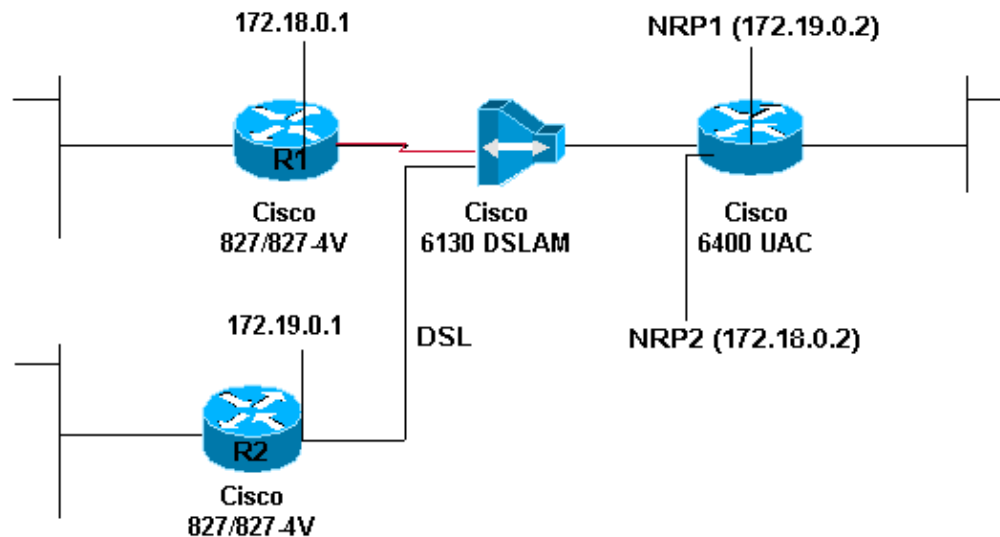 172.18.0.1
NRP1 (172.19.0.2)
R1
Cisco
827/827-4V
Cisco
6130 DSLAM
Cisco
6400 UAC
172.19.0.1
DSL
NRP2 (172.18.0.2)
R2
Cisco
827/827-4V